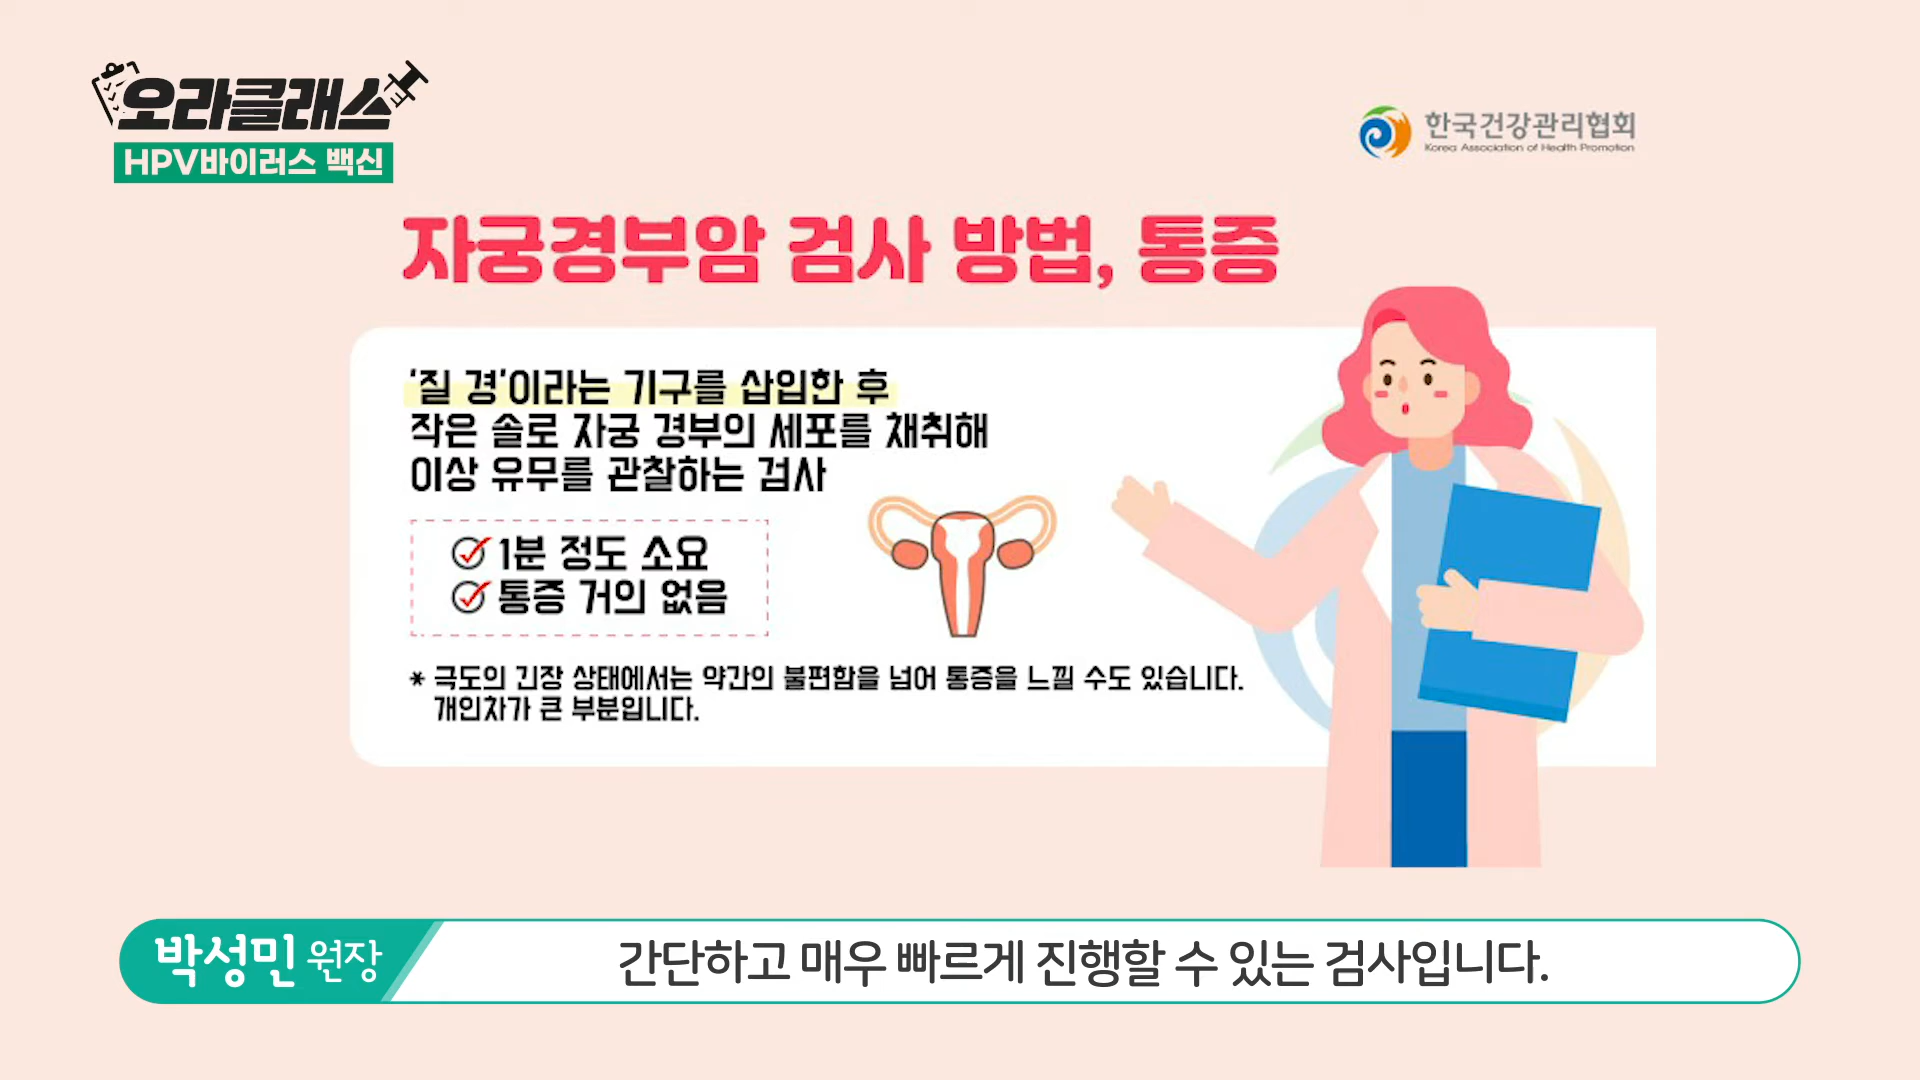 오라클래스
HPV바이러스 백신
한국건강관리협회
Korea Association of Health Promotion
자궁경부암 검사 방법, 통증
‘질 경’이라는 기구를 삽입한 후
작은 솔로 자궁 경부의 세포를 채취해
이상 유무를 관찰하는 검사
1분 정도 소요
통증 거의 없음
* 극도의 긴장 상태에서는 약간의 불편함을 넘어 통증을 느낄 수도 있습니다.
개인차가 큰 부분입니다.
박성민 원장
간단하고 매우 빠르게 진행할 수 있는 검사입니다.